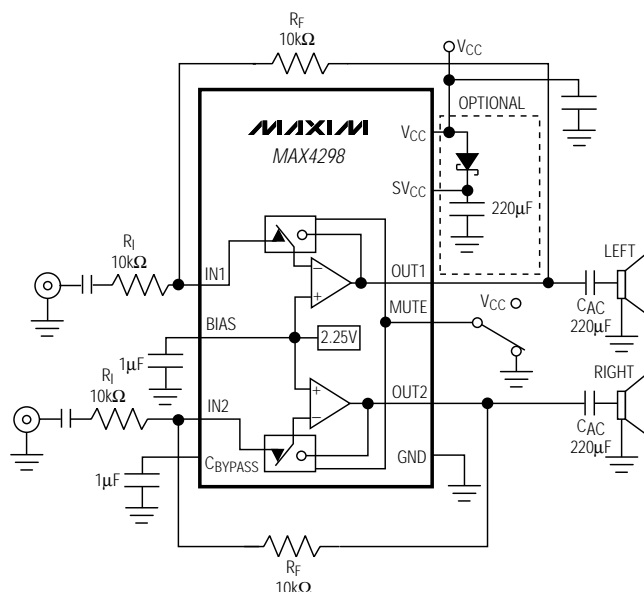 RF
10kΩ
VCC
OPTIONAL
MAXIM
MAX4298
VCC
SVCC
220μF
RI
10kΩ
IN1
OUT1
LEFT
MUTE
VCC
CAC
220μF
BIAS
2.25V
1μF
RI
10kΩ
RIGHT
OUT2
IN2
CAC
220μF
CBYPASS
GND
1μF
RF
10kΩ